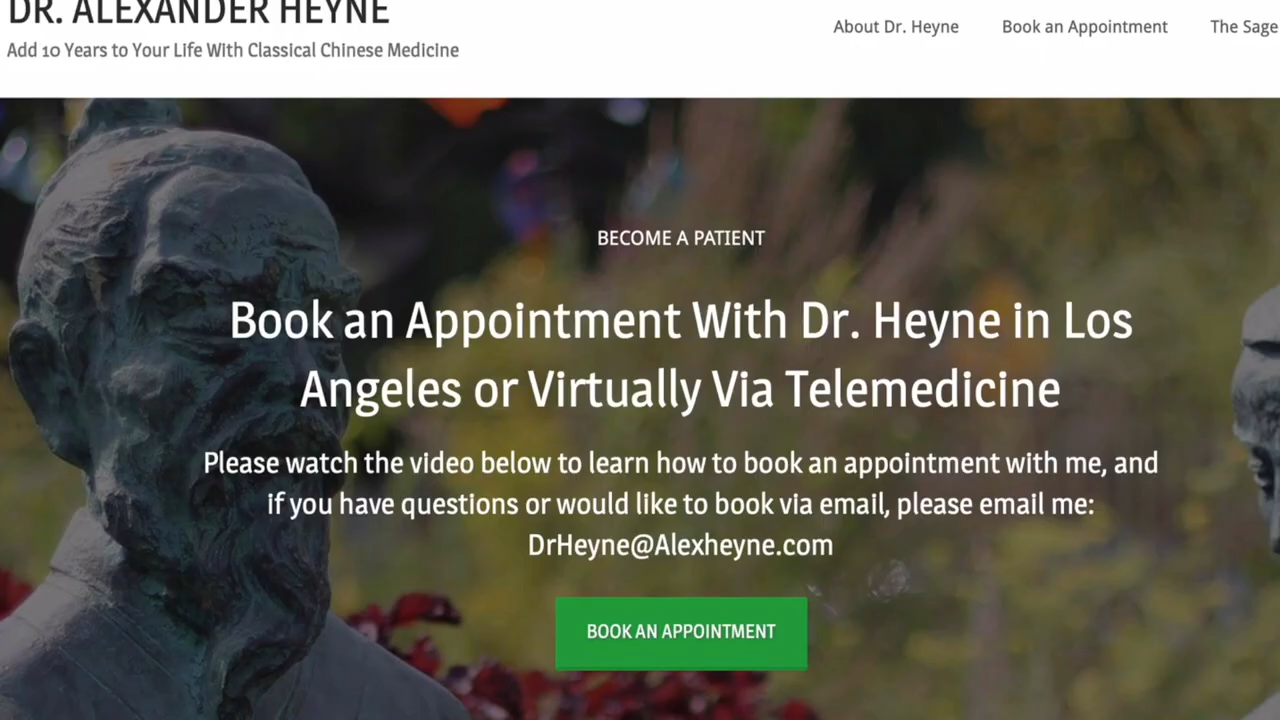 DR. ALEXANDER HEYNE
Add 10 Years to Your Life With Classical Chinese Medicine
About Dr. Heyne
Book an Appointment
The Sage
BECOME A PATIENT
Book an Appointment With Dr. Heyne in Los
Angeles or Virtually Via Telemedicine
Please watch the video below to learn how to book an appointment with me, and
if you have questions or would like to book via email, please email me:
DrHeyne@Alexheyne.com
BOOK AN APPOINTMENT